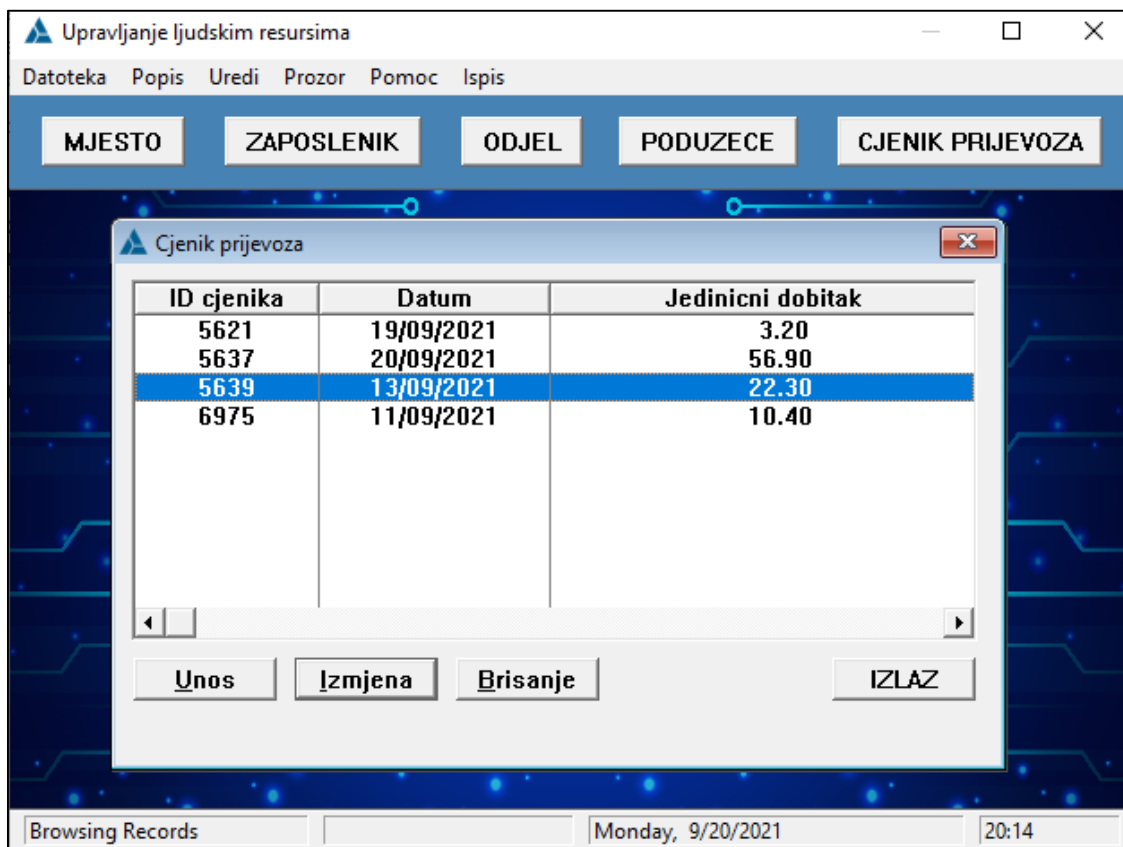 Upravljanje ljudskim resursima
Datoteka Popis Uredi Prozor Pomoc Ispis
MJESTO ZAPOSLENIK ODJEL PODUZECE CJENIK PRIJEVOZA
Cjenik prijevoza
ID cjenika Datum Jedinicni dobitak
5621 19/09/2021 3.20
5637 20/09/2021 56.90
5639 13/09/2021 22.30
6975 11/09/2021 10.40
Unos Izmjena Brisanje IZLAZ
Browsing Records Monday, 9/20/2021 20:14